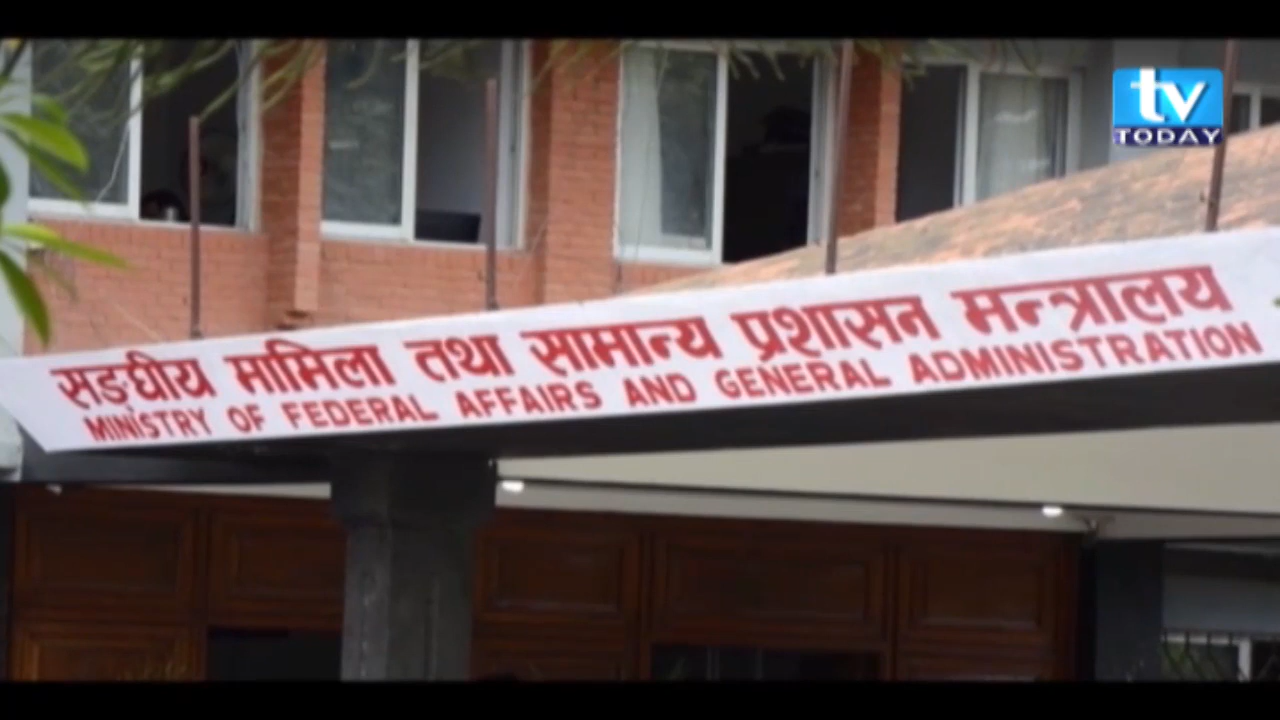 tv
TODAY
सङ्घीय मामिला तथा सामान्य प्रशासन मन्त्रालय
MINISTRY OF FEDERAL AFFAIRS AND GENERAL ADMINISTRATION